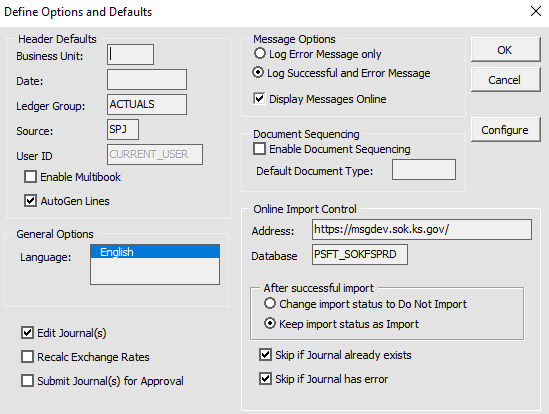 Define Options and Defaults
Header Defaults
Business Unit:
Date:
Ledger Group: ACTUALS
Source: SPJ
User ID CURRENT_USER
Enable Multibook
AutoGen Lines
General Options
Language: English
Edit Journal(s)
Recalc Exchange Rates
Submit Journal(s) for Approval
Message Options
Log Error Message only
Log Successful and Error Message
Display Messages Online
Document Sequencing
Enable Document Sequencing
Default Document Type:
Online Import Control
Address: https://msgdev.sok.ks.gov/
Database PSFT_SOKFSPRD
After successful import
Change import status to Do Not Import
Keep import status as Import
Skip if Journal already exists
Skip if Journal has error
OK
Cancel
Configure